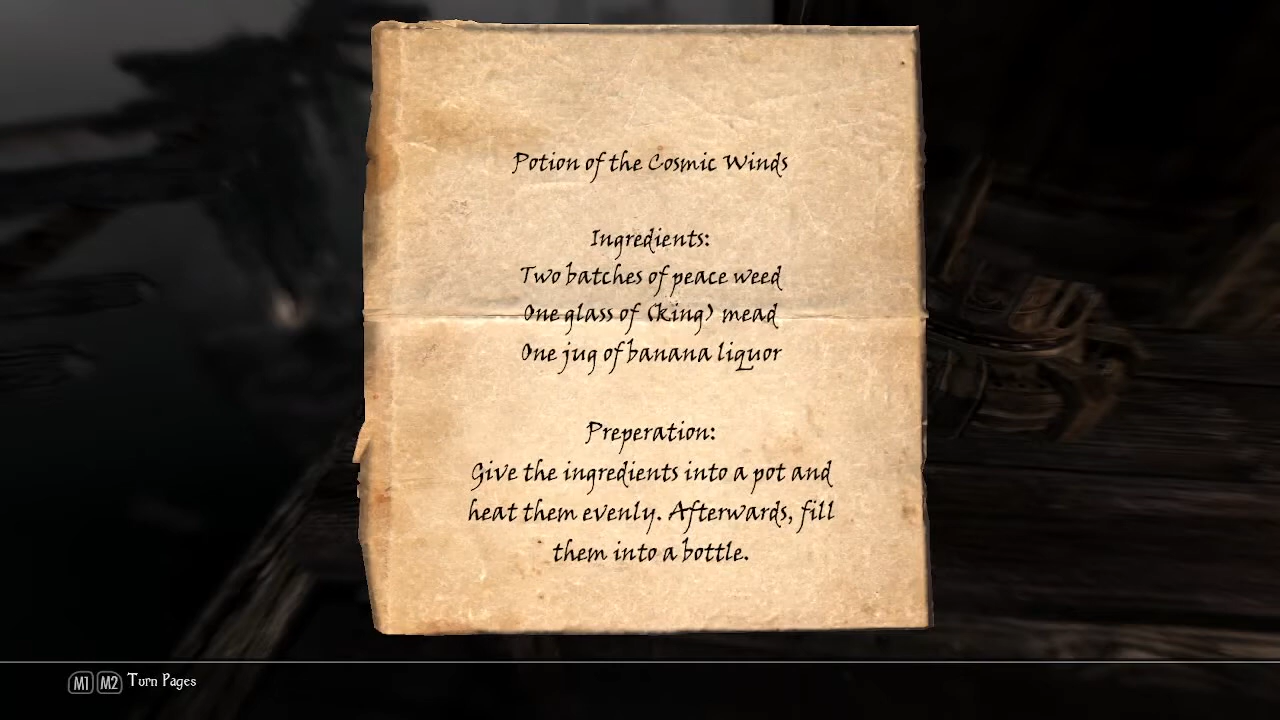 Potion of the Cosmic Winds
Ingredients:
Two batches of peace weed
One glass of (king) mead
One jug of banana liquor
Preperation:
Give the ingredients into a pot and
heat them evenly. Afterwards, fill
them into a bottle.
M1 M2 Turn Pages